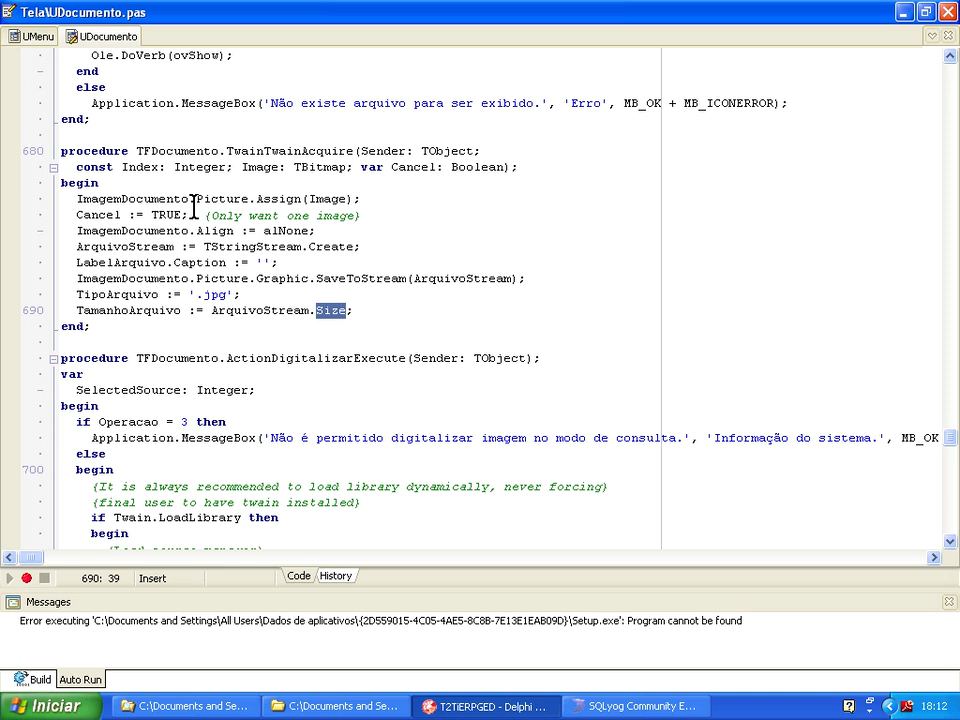 Tela\UDocumento.pas
UMenu UDocumento
Ole.DoVerb(ovShow);
end
else
Application.MessageBox('Não existe arquivo para ser exibido.', 'Erro', MB_OK + MB_ICONERROR);
end;
680 procedure TFDocumento.TwainTwainAcquire(Sender: TObject;
const Index: Integer; Image: TBitmap; var Cancel: Boolean);
begin
ImagemDocumento.Picture.Assign(Image);
Cancel := TRUE; {Only want one image}
ImagemDocumento.Align := alNone;
ArquivoStream := TStringStream.Create;
LabelArquivo.Caption := '';
ImagemDocumento.Picture.Graphic.SaveToStream(ArquivoStream);
TipoArquivo := '.jpg';
690 TamanhoArquivo := ArquivoStream.Size;
end;
procedure TFDocumento.ActionDigitalizarExecute(Sender: TObject);
var
SelectedSource: Integer;
begin
if Operacao = 3 then
Application.MessageBox('Não é permitido digitalizar imagem no modo de consulta.', 'Informação do sistema.', MB_OK
else
700 begin
{It is always recommended to load library dynamically, never forcing}
{final user to have twain installed}
if Twain.LoadLibrary then
begin
690: 39 Insert Code History
Messages
Error executing 'C:\Documents and Settings\All Users\Dados de aplicativos\{2D559015-4C05-4AE5-8C8B-7E13E1EAB09D}\Setup.exe': Program cannot be found
Build Auto Run
Iniciar C:\Documents and Se... C:\Documents and Se... T2TiERPGED - Delphi ... SQLyog Community E... 18:12